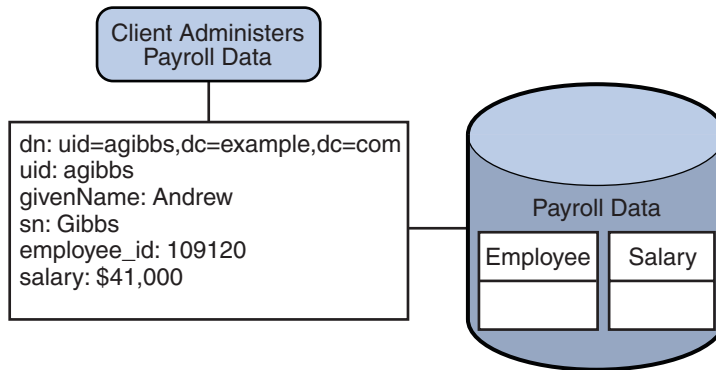 Client Administers
Payroll Data
dn: uid=agibbs,dc=example,dc=com
uid: agibbs
givenName: Andrew
sn: Gibbs
employee_id: 109120
salary: $41,000
Payroll Data
Employee
Salary